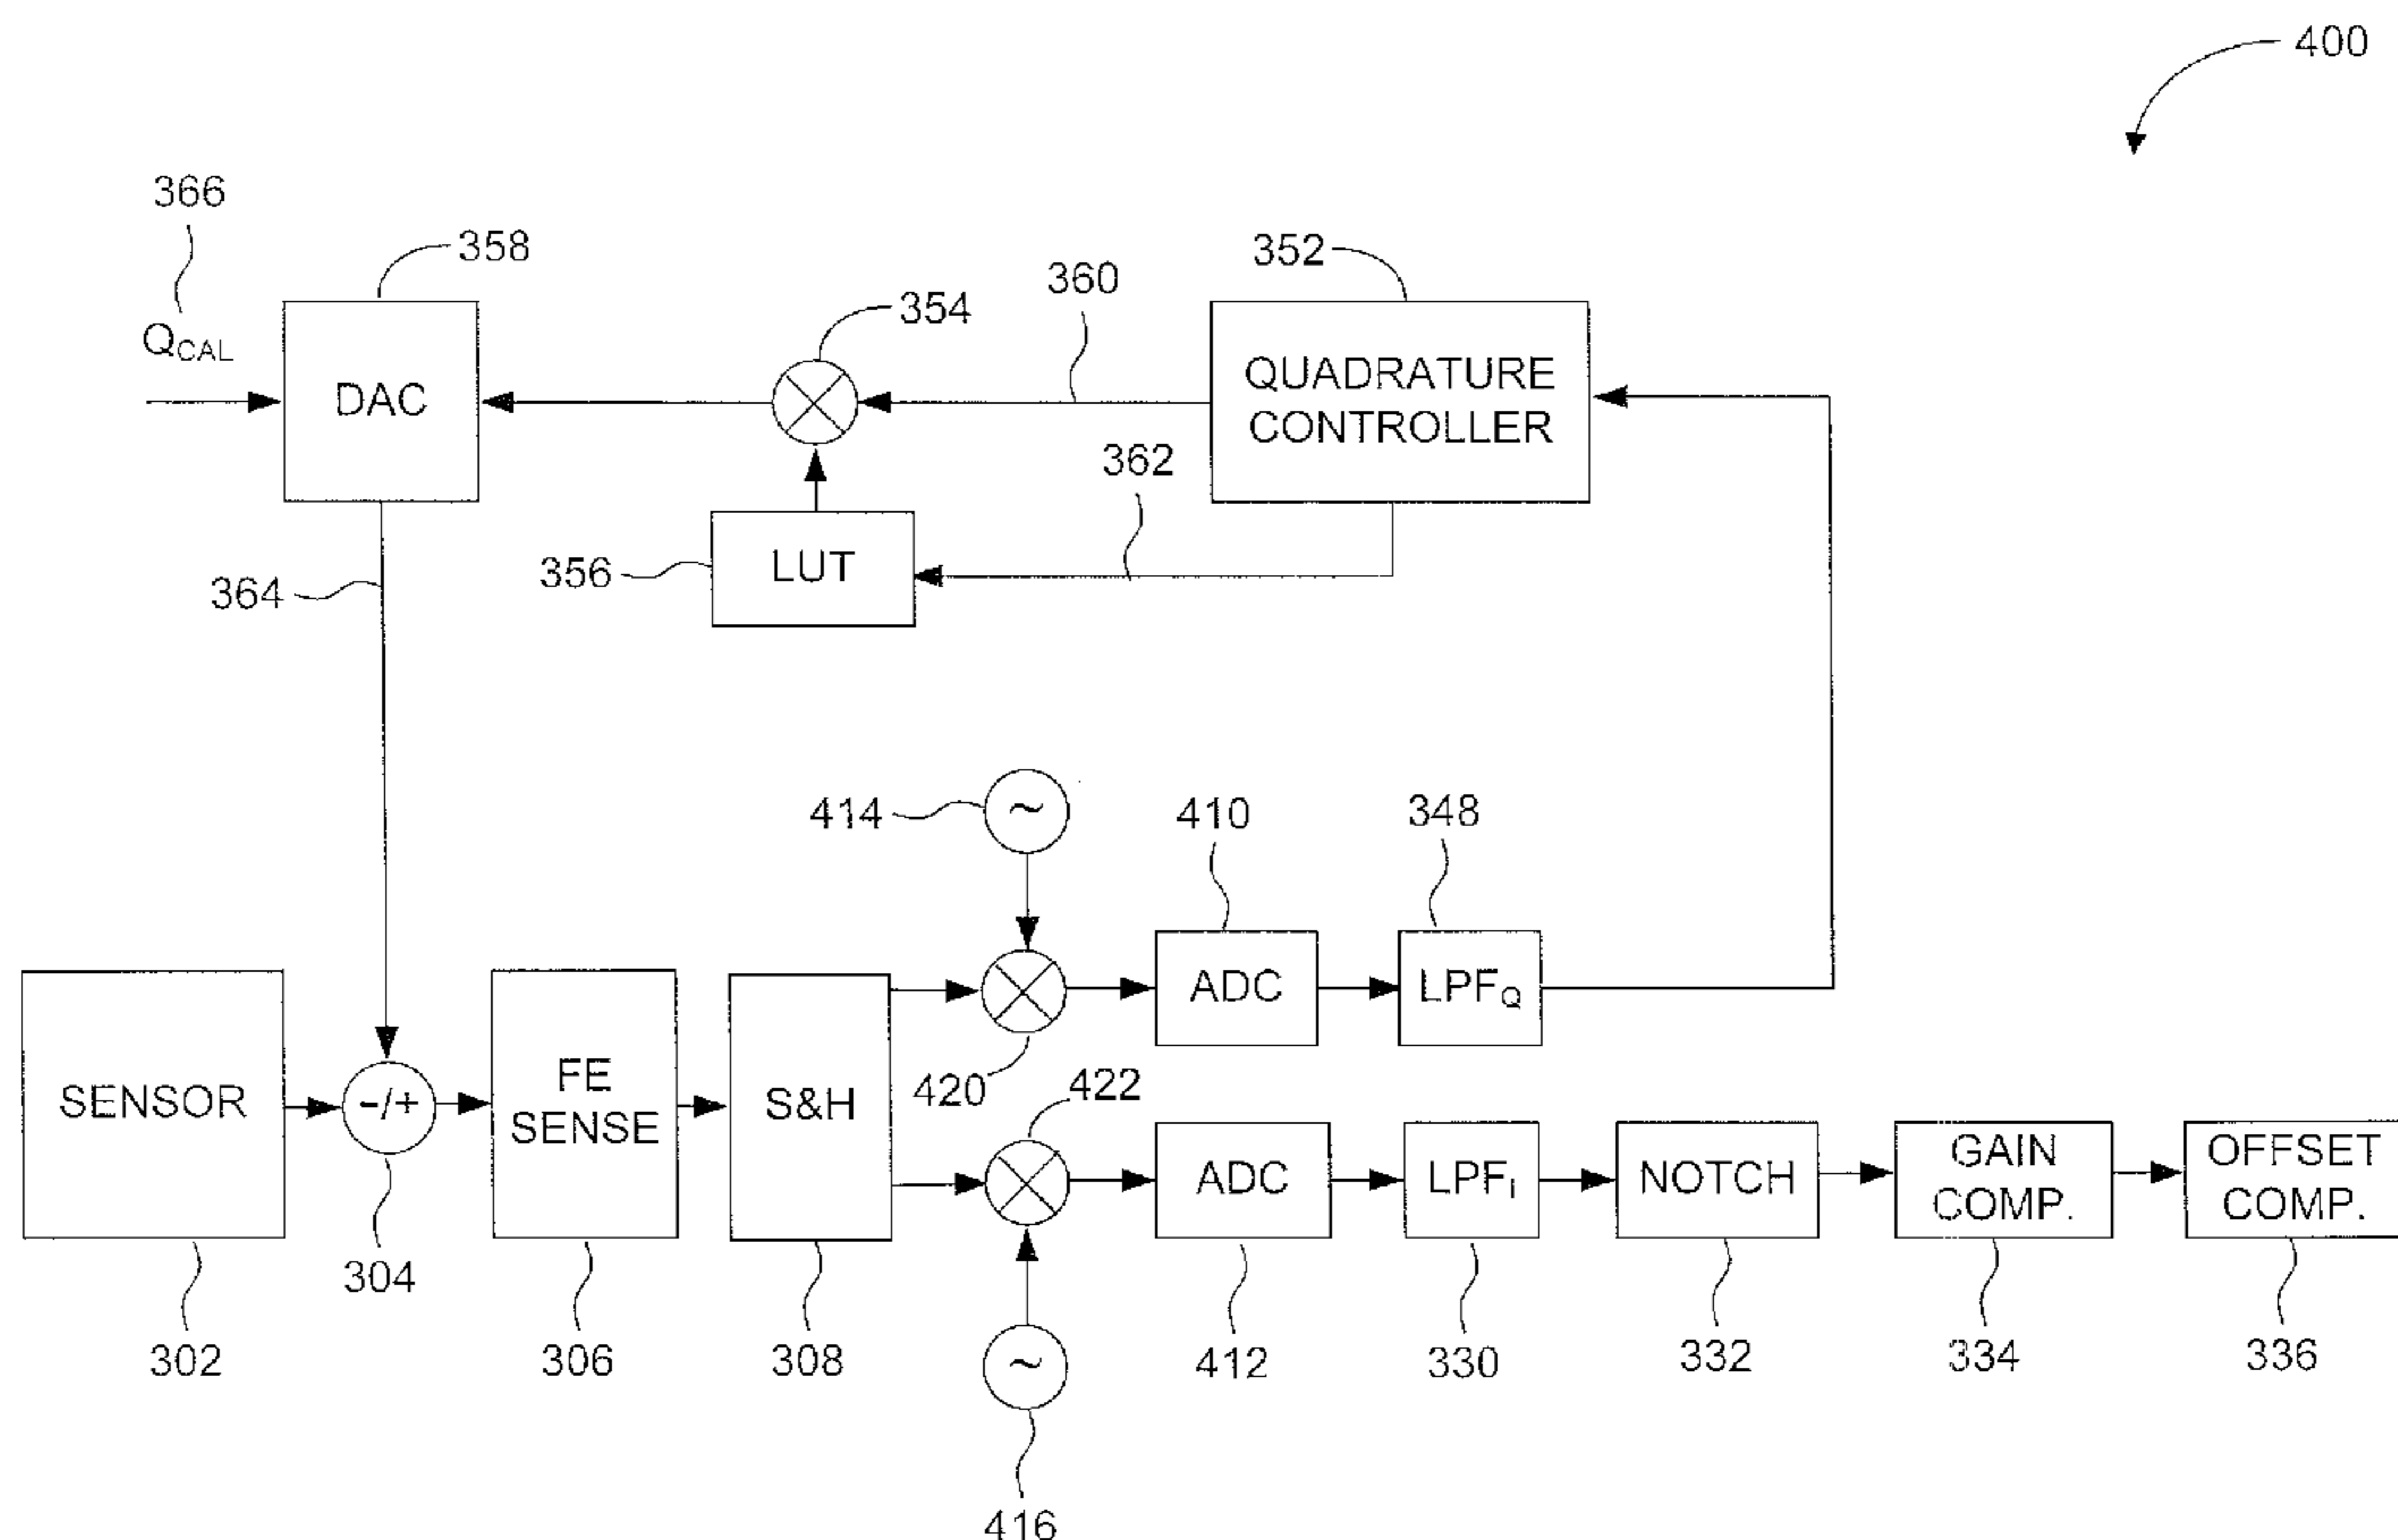 400
366
358
352
360
354
Q_CAL
DAC
QUADRATURE
CONTROLLER
362
364
356
LUT
414
~
410
348
ADC
LPF_Q
SENSOR
-/+
FE
SENSE
S&H
420
422
ADC
LPF_I
NOTCH
GAIN
COMP.
OFFSET
COMP.
304
302
306
308
~
412
330
332
334
336
416